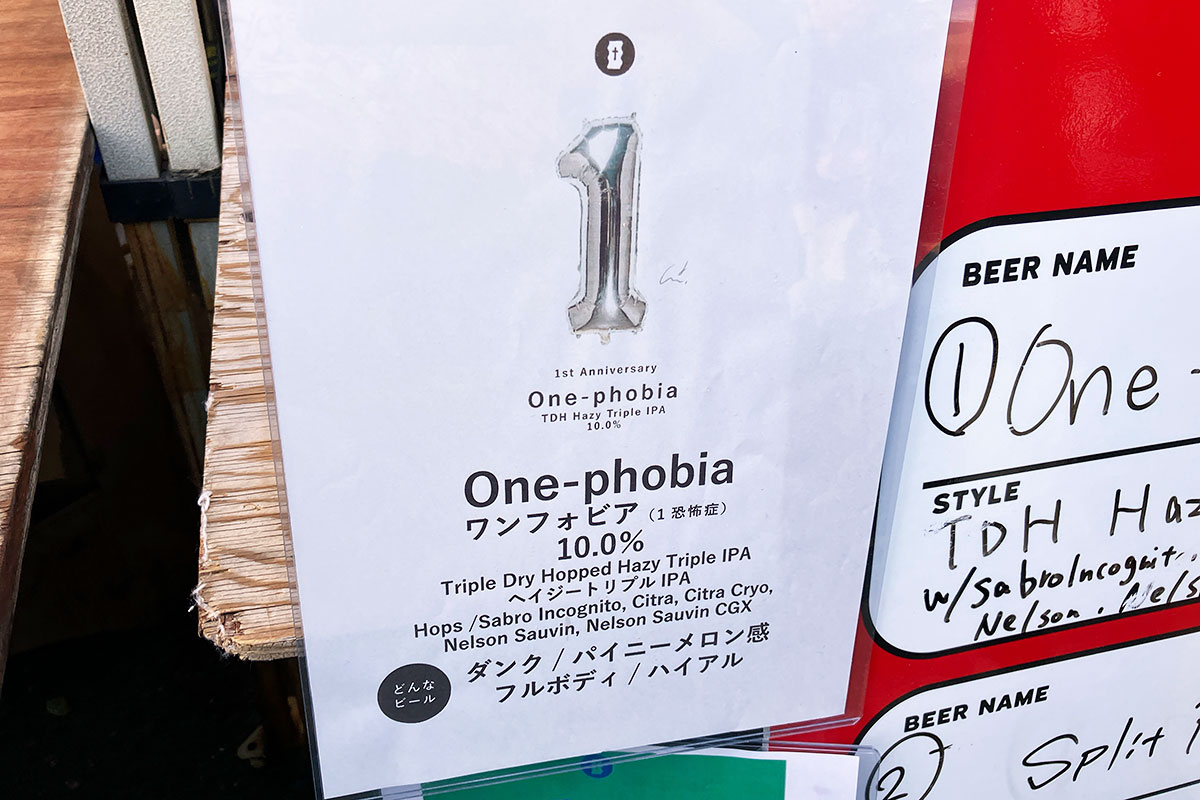 1st Anniversary
One-phobia
TDH Hazy Triple IPA
10.0%
One-phobia
ワンフォビア（1恐怖症）
10.0%
Triple Dry Hopped Hazy Triple IPA
ヘイジートリプルIPA
Hops /Sabro Incognito, Citra, Citra Cryo,
Nelson Sauvin, Nelson Sauvin CGX
どんな
ビール
ダンク / パイニーメロン感
フルボディ / ハイアル
BEER NAME
① One -
STYLE
TDH Haz
w/SabroIncognit
Nelson. Nels
BEER NAME
② Split